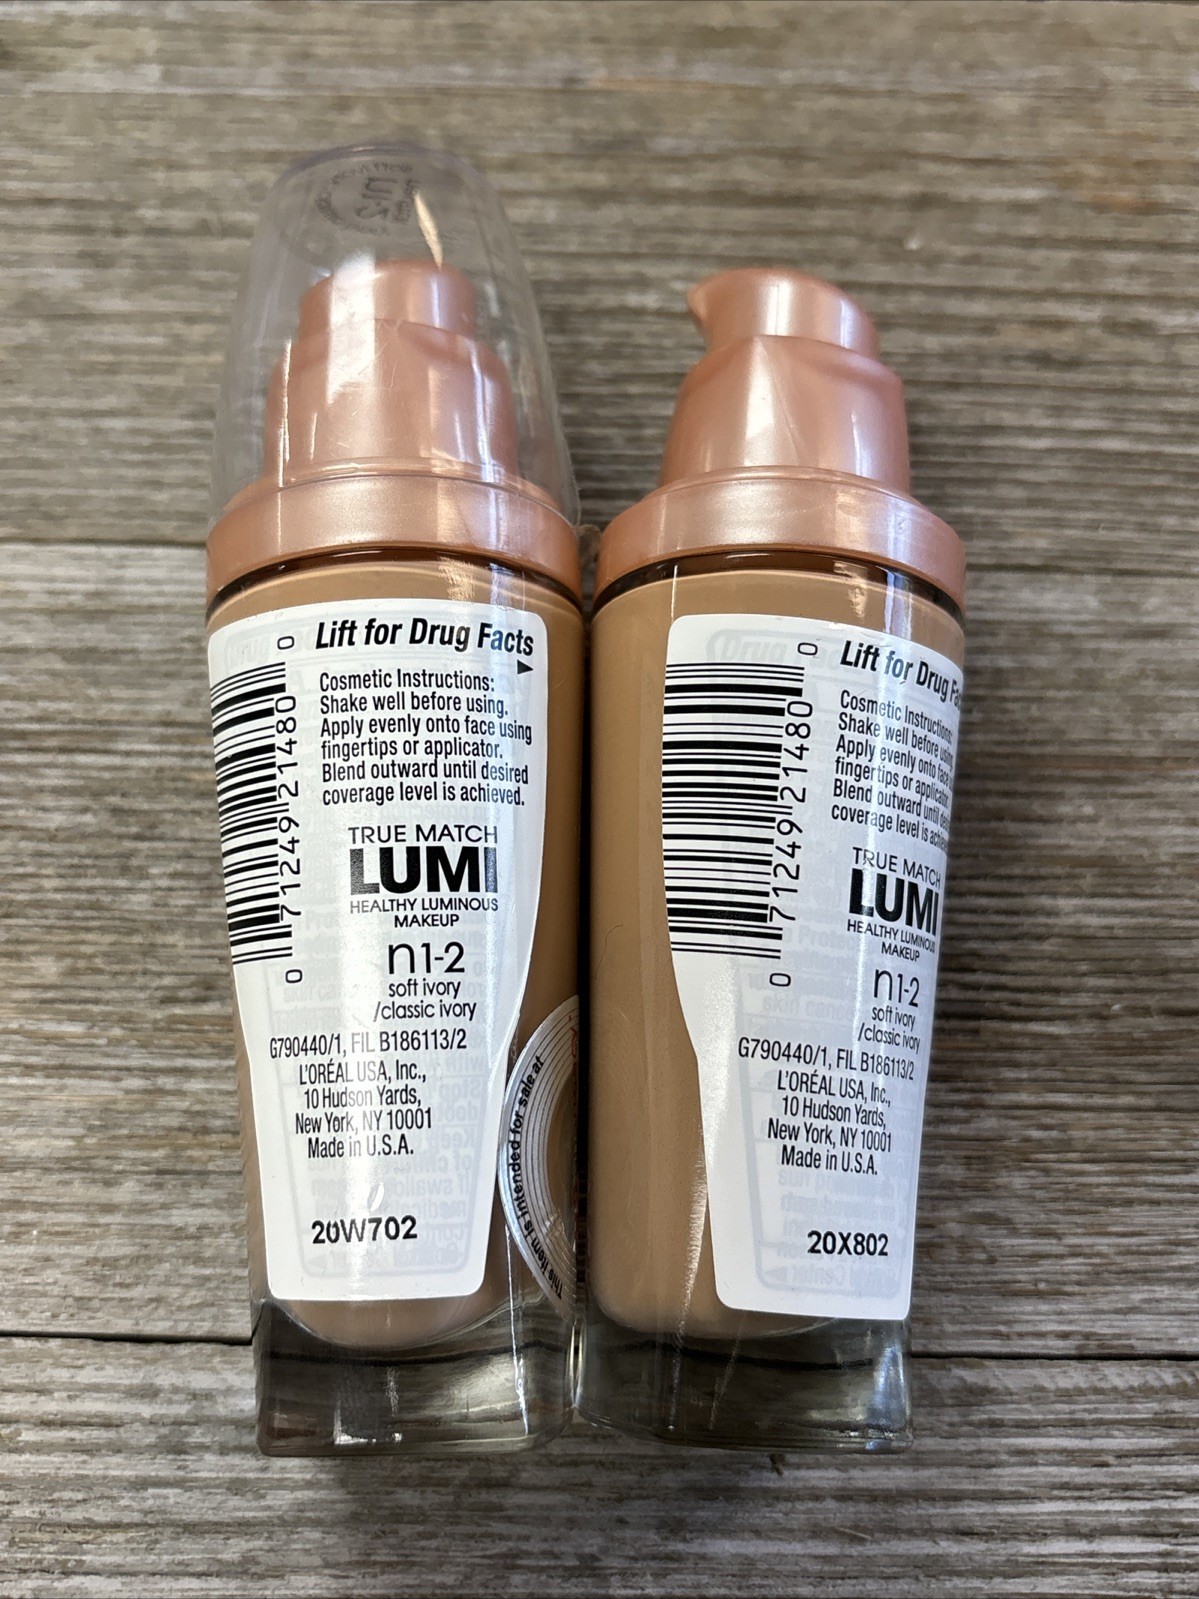 Lift for Drug Facts
Cosmetic Instructions:
Shake well before using.
Apply evenly onto face using
fingertips or applicator.
Blend outward until desired
coverage level is achieved.
0 71249 21480 0
TRUE MATCH
LUMI
HEALTHY LUMINOUS
MAKEUP
n1-2
soft ivory
/classic ivory
G790440/1, FIL B186113/2
L'ORÉAL USA, Inc.,
10 Hudson Yards,
New York, NY 10001
Made in U.S.A.
20W702
This item is intended for sale at
Lift for Drug
Cosmetic Instructions:
Shake well before
Apply evenly onto face
fingertips or applicator.
Blend outward until
coverage level is
0 71249 21480 0
TRUE MATCH
LUMI
HEALTHY LUMINOUS
MAKEUP
n1-2
soft ivory
/classic ivory
G790440/1, FIL B186113/2
L'ORÉAL USA, Inc.,
10 Hudson Yards,
New York, NY 10001
Made in U.S.A.
20X802